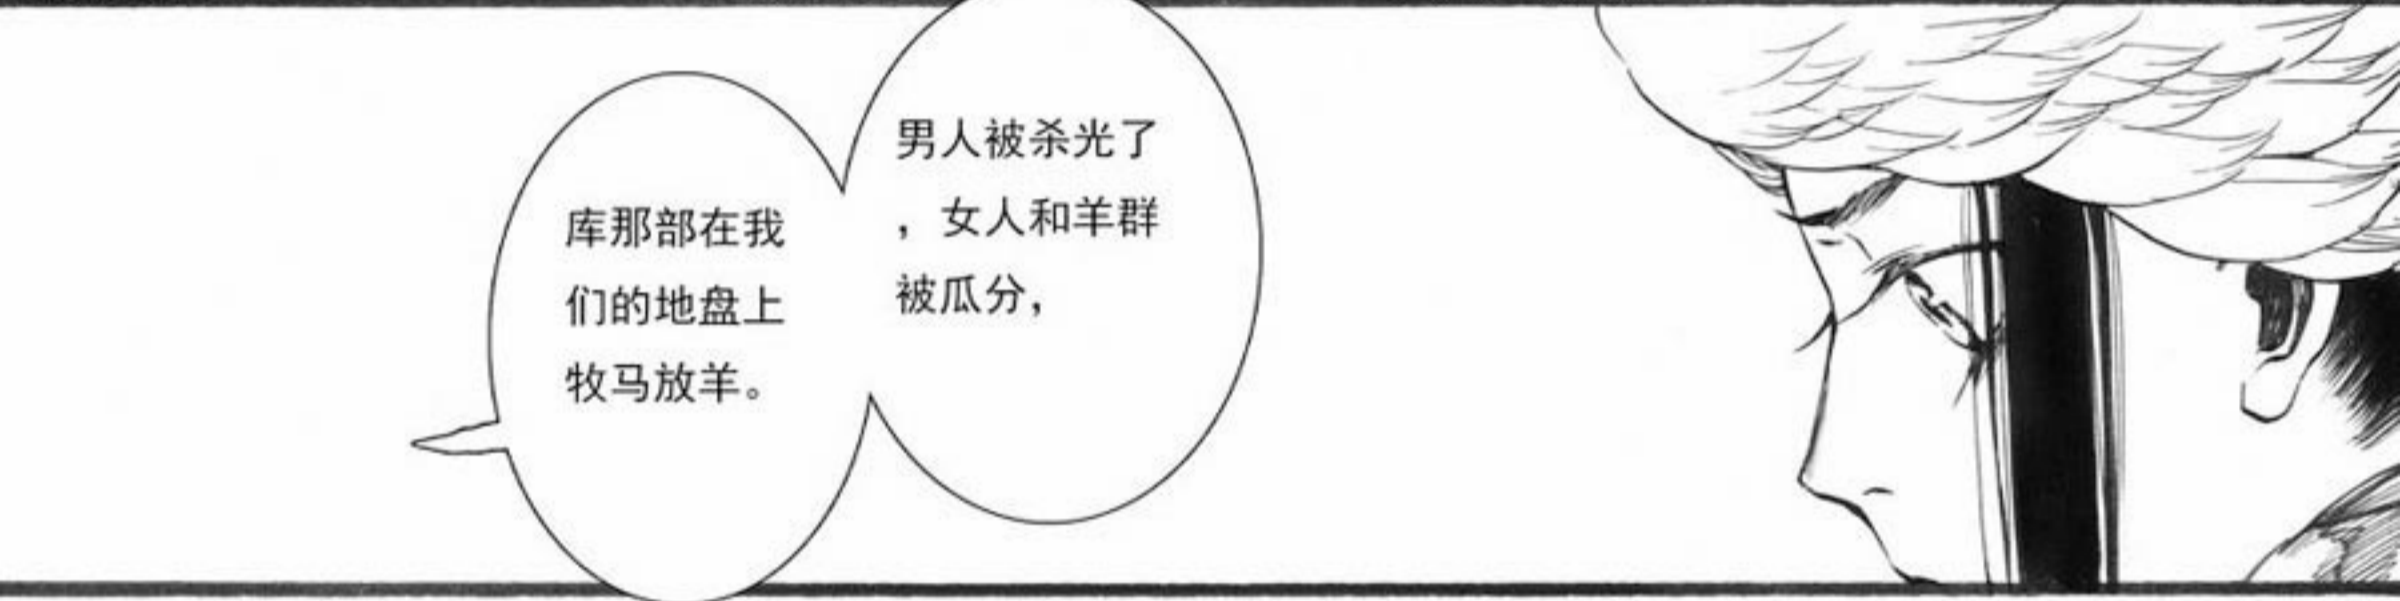 男人被杀光了
，女人和羊群
被瓜分，
库那部在我
们的地盘上
牧马放羊。